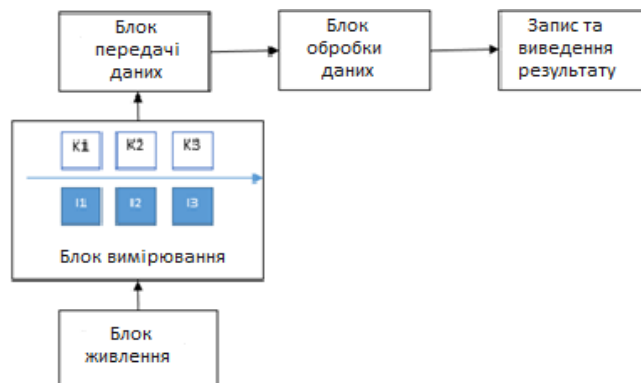 Блок
передачі
даних
Блок
обробки
даних
Запис та
виведення
результату
К1 К2 К3
І1 І2 І3
Блок вимірювання
Блок
живлення